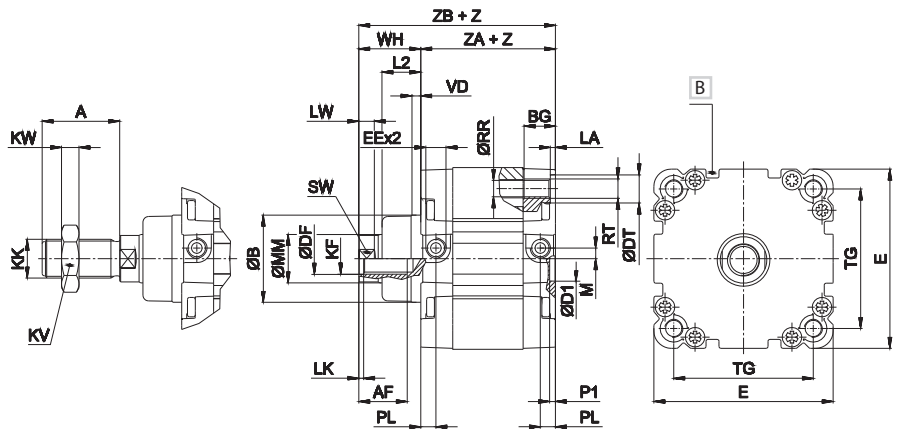 ZB + Z
WH
ZA + Z
L2
VD
BG
LA
LW
EEx2
ØRR
A
KW
B
SW
ØDF
KF
ØMM
ØB
KK
KV
RT
ØDT
TG
E
ØD1
M
LK
AF
PL
P1
PL
TG
E